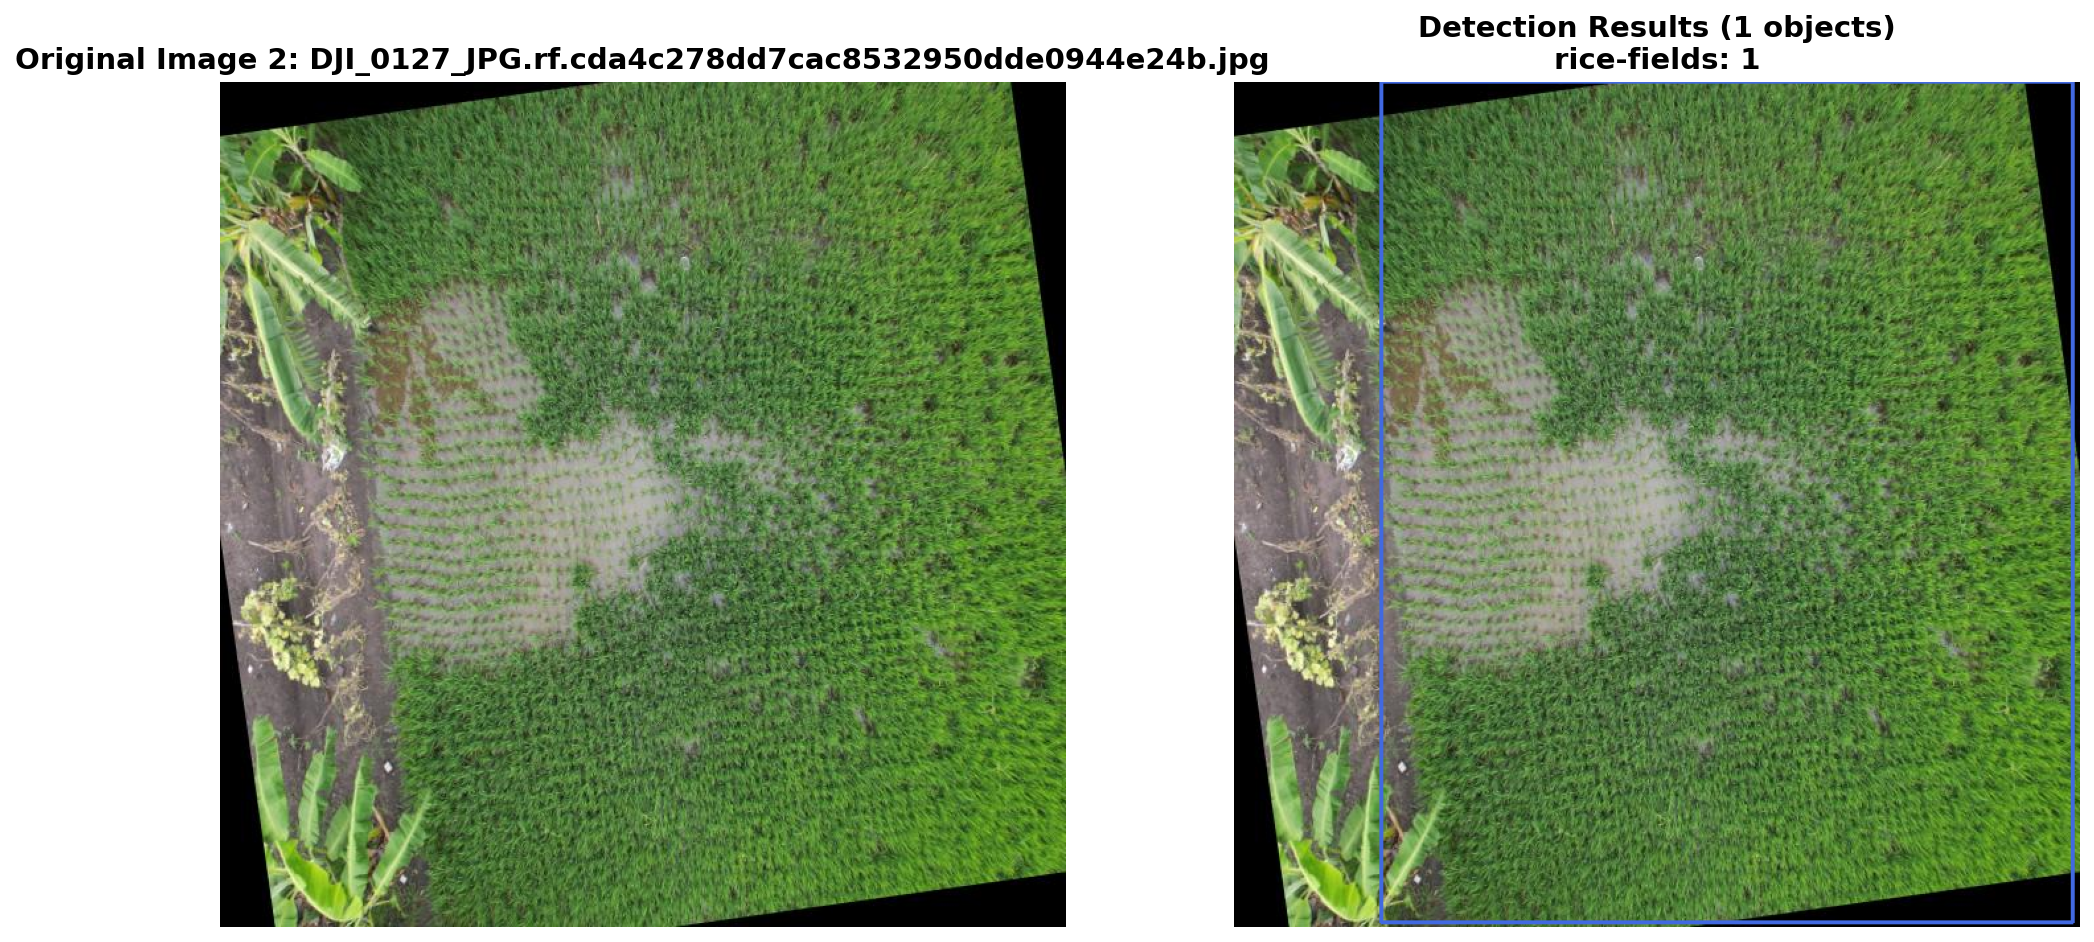 Original Image 2: DJI_0127_JPG.rf.cda4c278dd7cac8532950dde0944e24b.jpg
Detection Results (1 objects)
rice-fields: 1